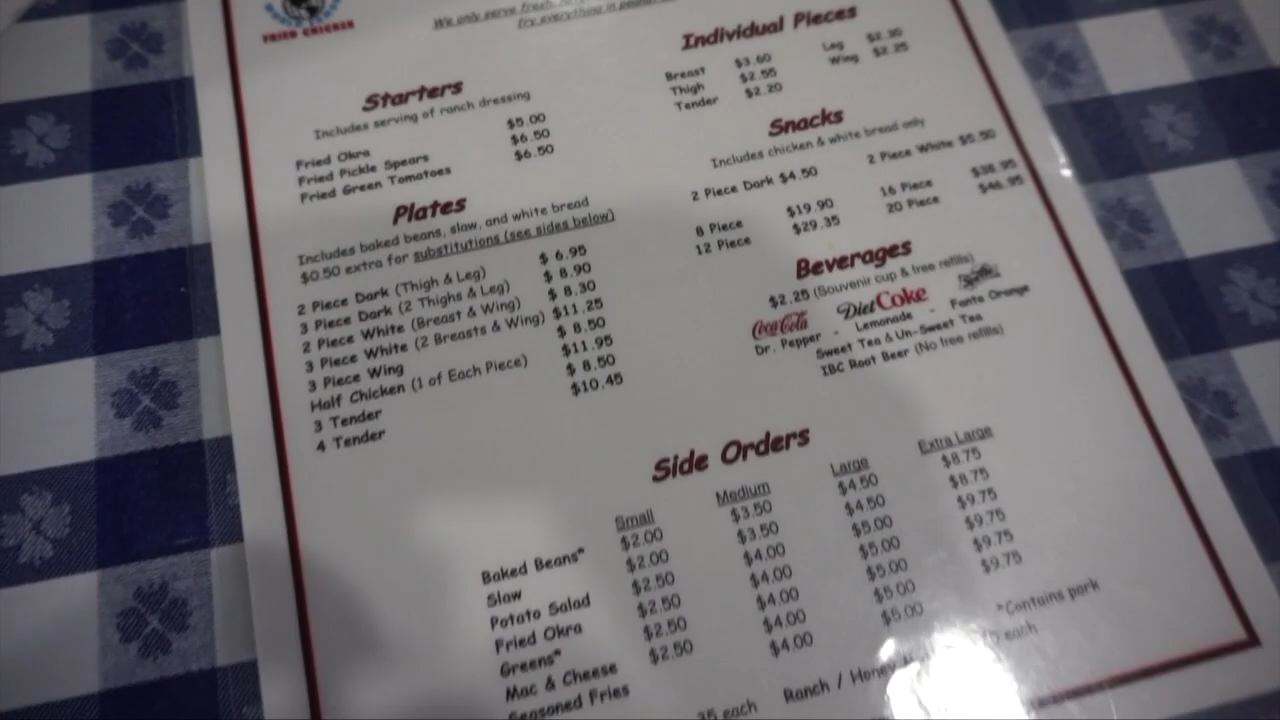 FRIED CHICKEN
We only serve fresh,
fry everything in peanut
Starters
Includes serving of ranch dressing
Fried Okra $5.00
Fried Pickle Spears $6.50
Fried Green Tomatoes $6.50
Plates
Includes baked beans, slaw, and white bread
$0.50 extra for substitutions (see sides below)
2 Piece Dark (Thigh & Leg) $ 6.95
3 Piece Dark (2 Thighs & Leg) $ 8.90
2 Piece White (Breast & Wing) $ 8.30
3 Piece White (2 Breasts & Wing) $11.25
3 Piece Wing $ 8.50
Half Chicken (1 of Each Piece) $11.95
3 Tender $ 8.50
4 Tender $10.45
Individual Pieces
Breast $3.60 Leg $2.30
Thigh $2.55 Wing $2.25
Tender $2.20
Snacks
Includes chicken & white bread only
2 Piece Dark $4.50 2 Piece White $5.50
8 Piece $19.90 16 Piece $38.95
12 Piece $29.35 20 Piece $46.95
Beverages
$2.25 (Souvenir cup & free refills)
Coca-Cola Diet Coke Sprite
Dr. Pepper - Lemonade - Fanta Orange
Sweet Tea & Un-Sweet Tea
IBC Root Beer (No free refills)
Side Orders
Small Medium Large Extra Large
Baked Beans* $2.00 $3.50 $4.50 $8.75
Slaw $2.00 $3.50 $4.50 $8.75
Potato Salad $2.50 $4.00 $5.00 $9.75
Fried Okra $2.50 $4.00 $5.00 $9.75
Greens* $2.50 $4.00 $5.00 $9.75
Mac & Cheese $2.50 $4.00 $5.00 $9.75
Seasoned Fries $4.00 $5.00
*Contains pork
35 each Ranch / Honey each